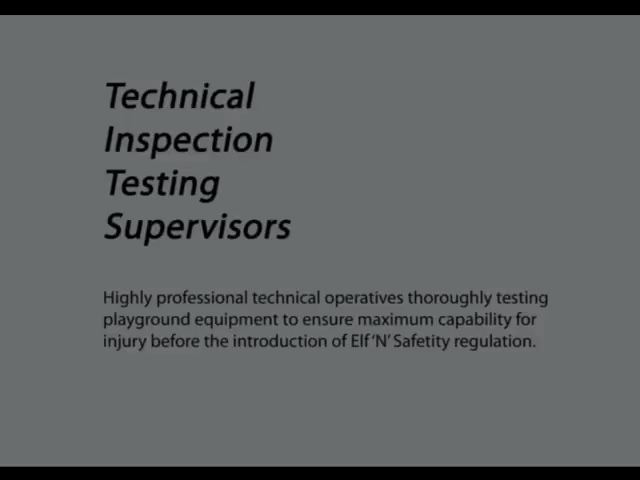 Technical
Inspection
Testing
Supervisors
Highly professional technical operatives thoroughly testing
playground equipment to ensure maximum capability for
injury before the introduction of Elf ‘N’ Safetity regulation.